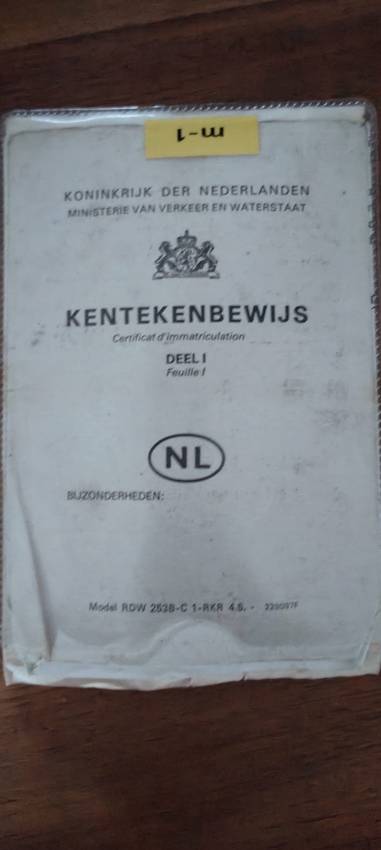 m-1
KONINKRIJK DER NEDERLANDEN
MINISTERIE VAN VERKEER EN WATERSTAAT
KENTEKENBEWIJS
Certificat d'immatriculation
DEEL I
Feuille I
NL
BIJZONDERHEDEN:
Model RDW 253B-C 1-RKR 4.5. - 229097F